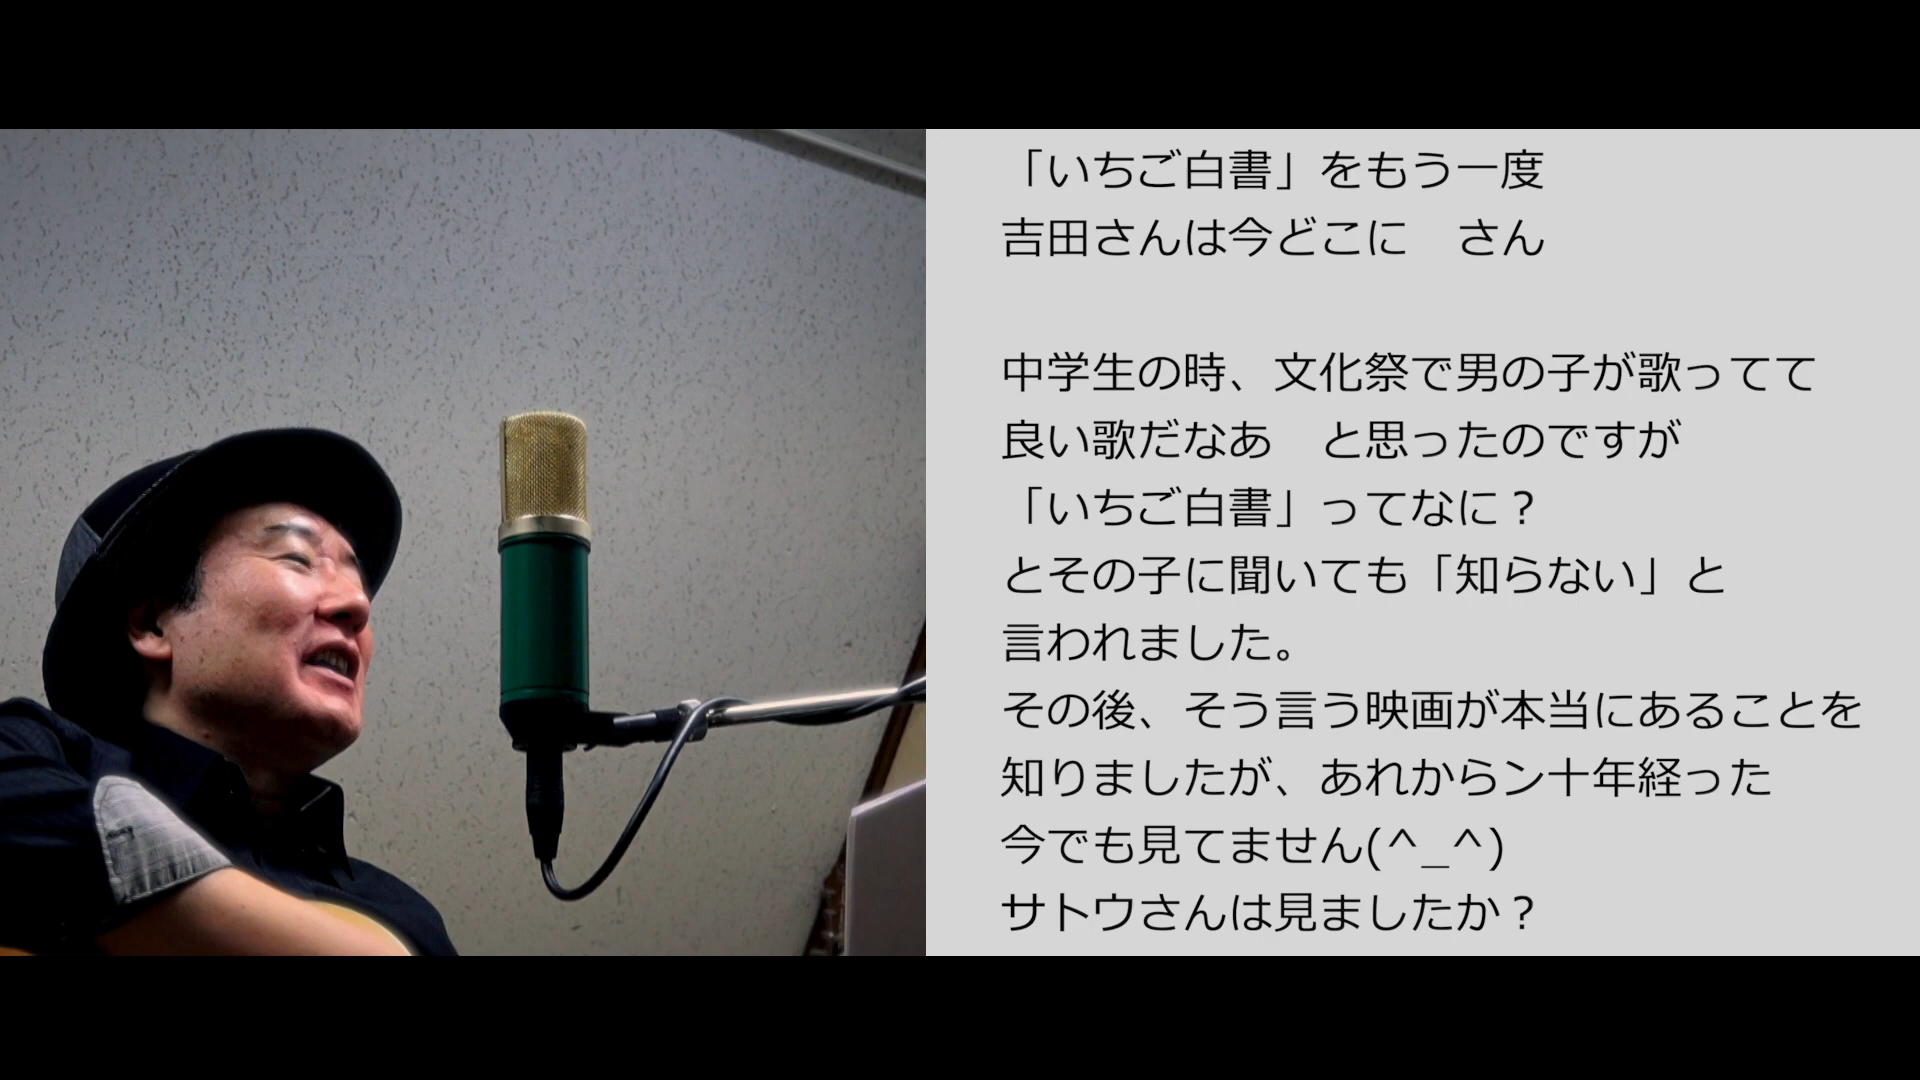 「いちご白書」をもう一度
吉田さんは今どこに　さん
中学生の時、文化祭で男の子が歌ってて
良い歌だなあ　と思ったのですが
「いちご白書」ってなに？
とその子に聞いても「知らない」と
言われました。
その後、そう言う映画が本当にあることを
知りましたが、あれからン十年経った
今でも見てません(^_^)
サトウさんは見ましたか？